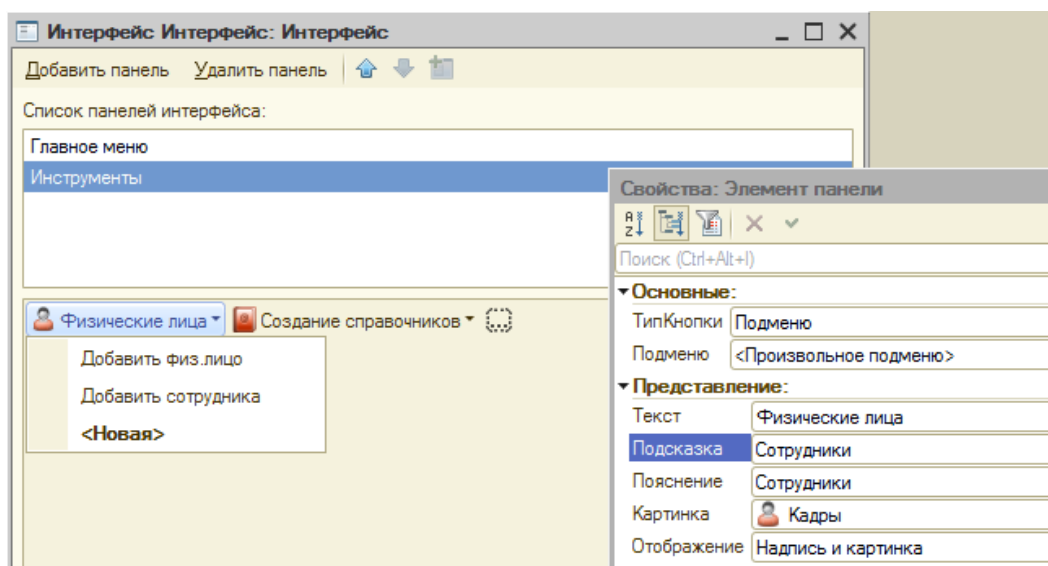 Интерфейс Интерфейс: Интерфейс
Добавить панель Удалить панель
Список панелей интерфейса:
Главное меню
Инструменты
Свойства: Элемент панели
Поиск (Ctrl+Alt+I)
Основные:
ТипКнопки Подменю
Подменю <Произвольное подменю>
Представление:
Текст Физические лица
Подсказка Сотрудники
Пояснение Сотрудники
Картинка Кадры
Отображение Надпись и картинка
Физические лица Создание справочников
Добавить физ.лицо
Добавить сотрудника
<Новая>